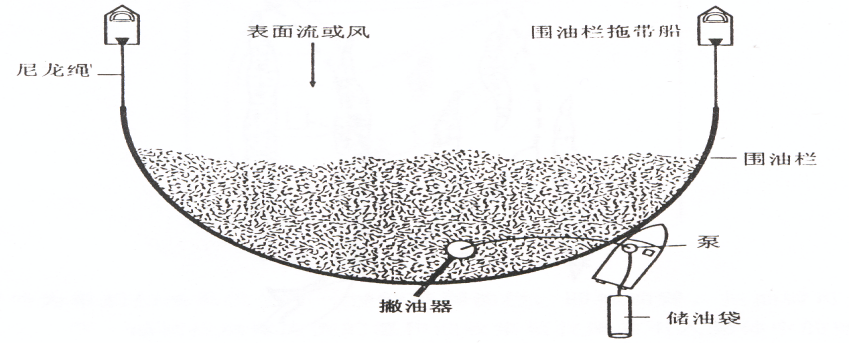 表面流或风
围油栏拖带船
尼龙绳
围油栏
泵
撇油器
储油袋